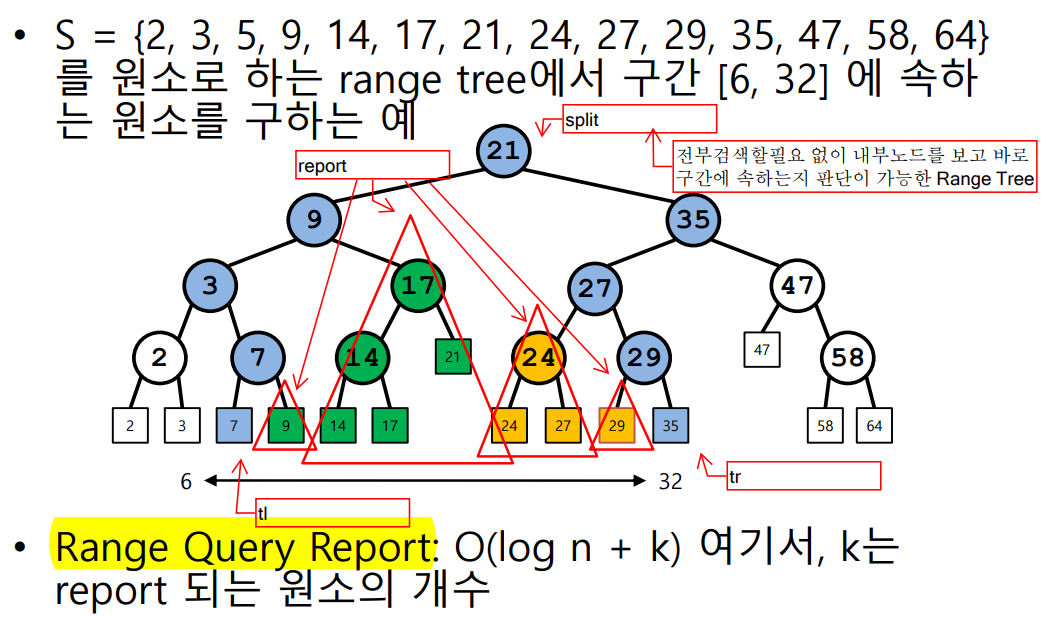 • S = {2, 3, 5, 9, 14, 17, 21, 24, 27, 29, 35, 47, 58, 64}
를 원소로 하는 range tree에서 구간 [6, 32] 에 속하
는 원소를 구하는 예
split
21
전부검색할필요 없이 내부노드를 보고 바로
구간에 속하는지 판단이 가능한 Range Tree
report
9
35
3
17
27
47
2
7
14
21
24
29
47
58
2
3
7
9
14
17
24
27
29
35
58
64
6
32
tr
tl
• Range Query Report: O(log n + k) 여기서, k는
report 되는 원소의 개수